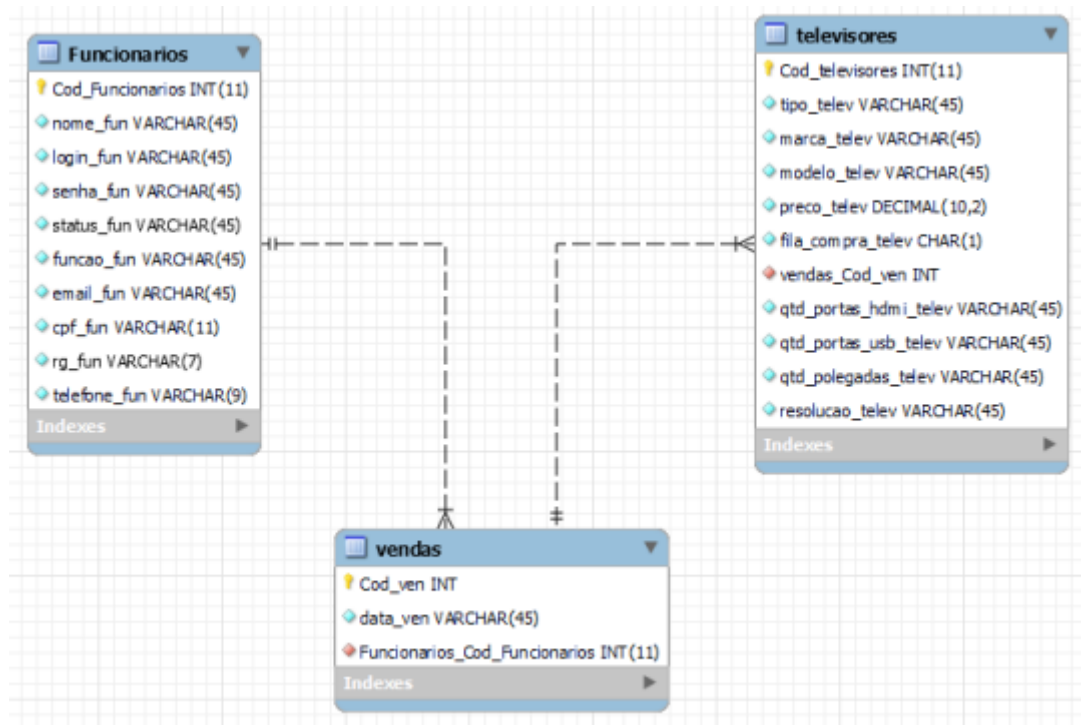 Funcionarios
Cod_Funcionarios INT(11)
nome_fun VARCHAR(45)
login_fun VARCHAR(45)
senha_fun VARCHAR(45)
status_fun VARCHAR(45)
funcao_fun VARCHAR(45)
email_fun VARCHAR(45)
cpf_fun VARCHAR(11)
rg_fun VARCHAR(7)
telefone_fun VARCHAR(9)
Indexes
televisores
Cod_televisores INT(11)
tipo_telev VARCHAR(45)
marca_telev VARCHAR(45)
modelo_telev VARCHAR(45)
preco_telev DECIMAL(10,2)
fila_compra_telev CHAR(1)
vendas_Cod_ven INT
qtd_portas_hdmi_telev VARCHAR(45)
qtd_portas_usb_telev VARCHAR(45)
qtd_polegadas_telev VARCHAR(45)
resolucao_telev VARCHAR(45)
Indexes
vendas
Cod_ven INT
data_ven VARCHAR(45)
Funcionarios_Cod_Funcionarios INT(11)
Indexes